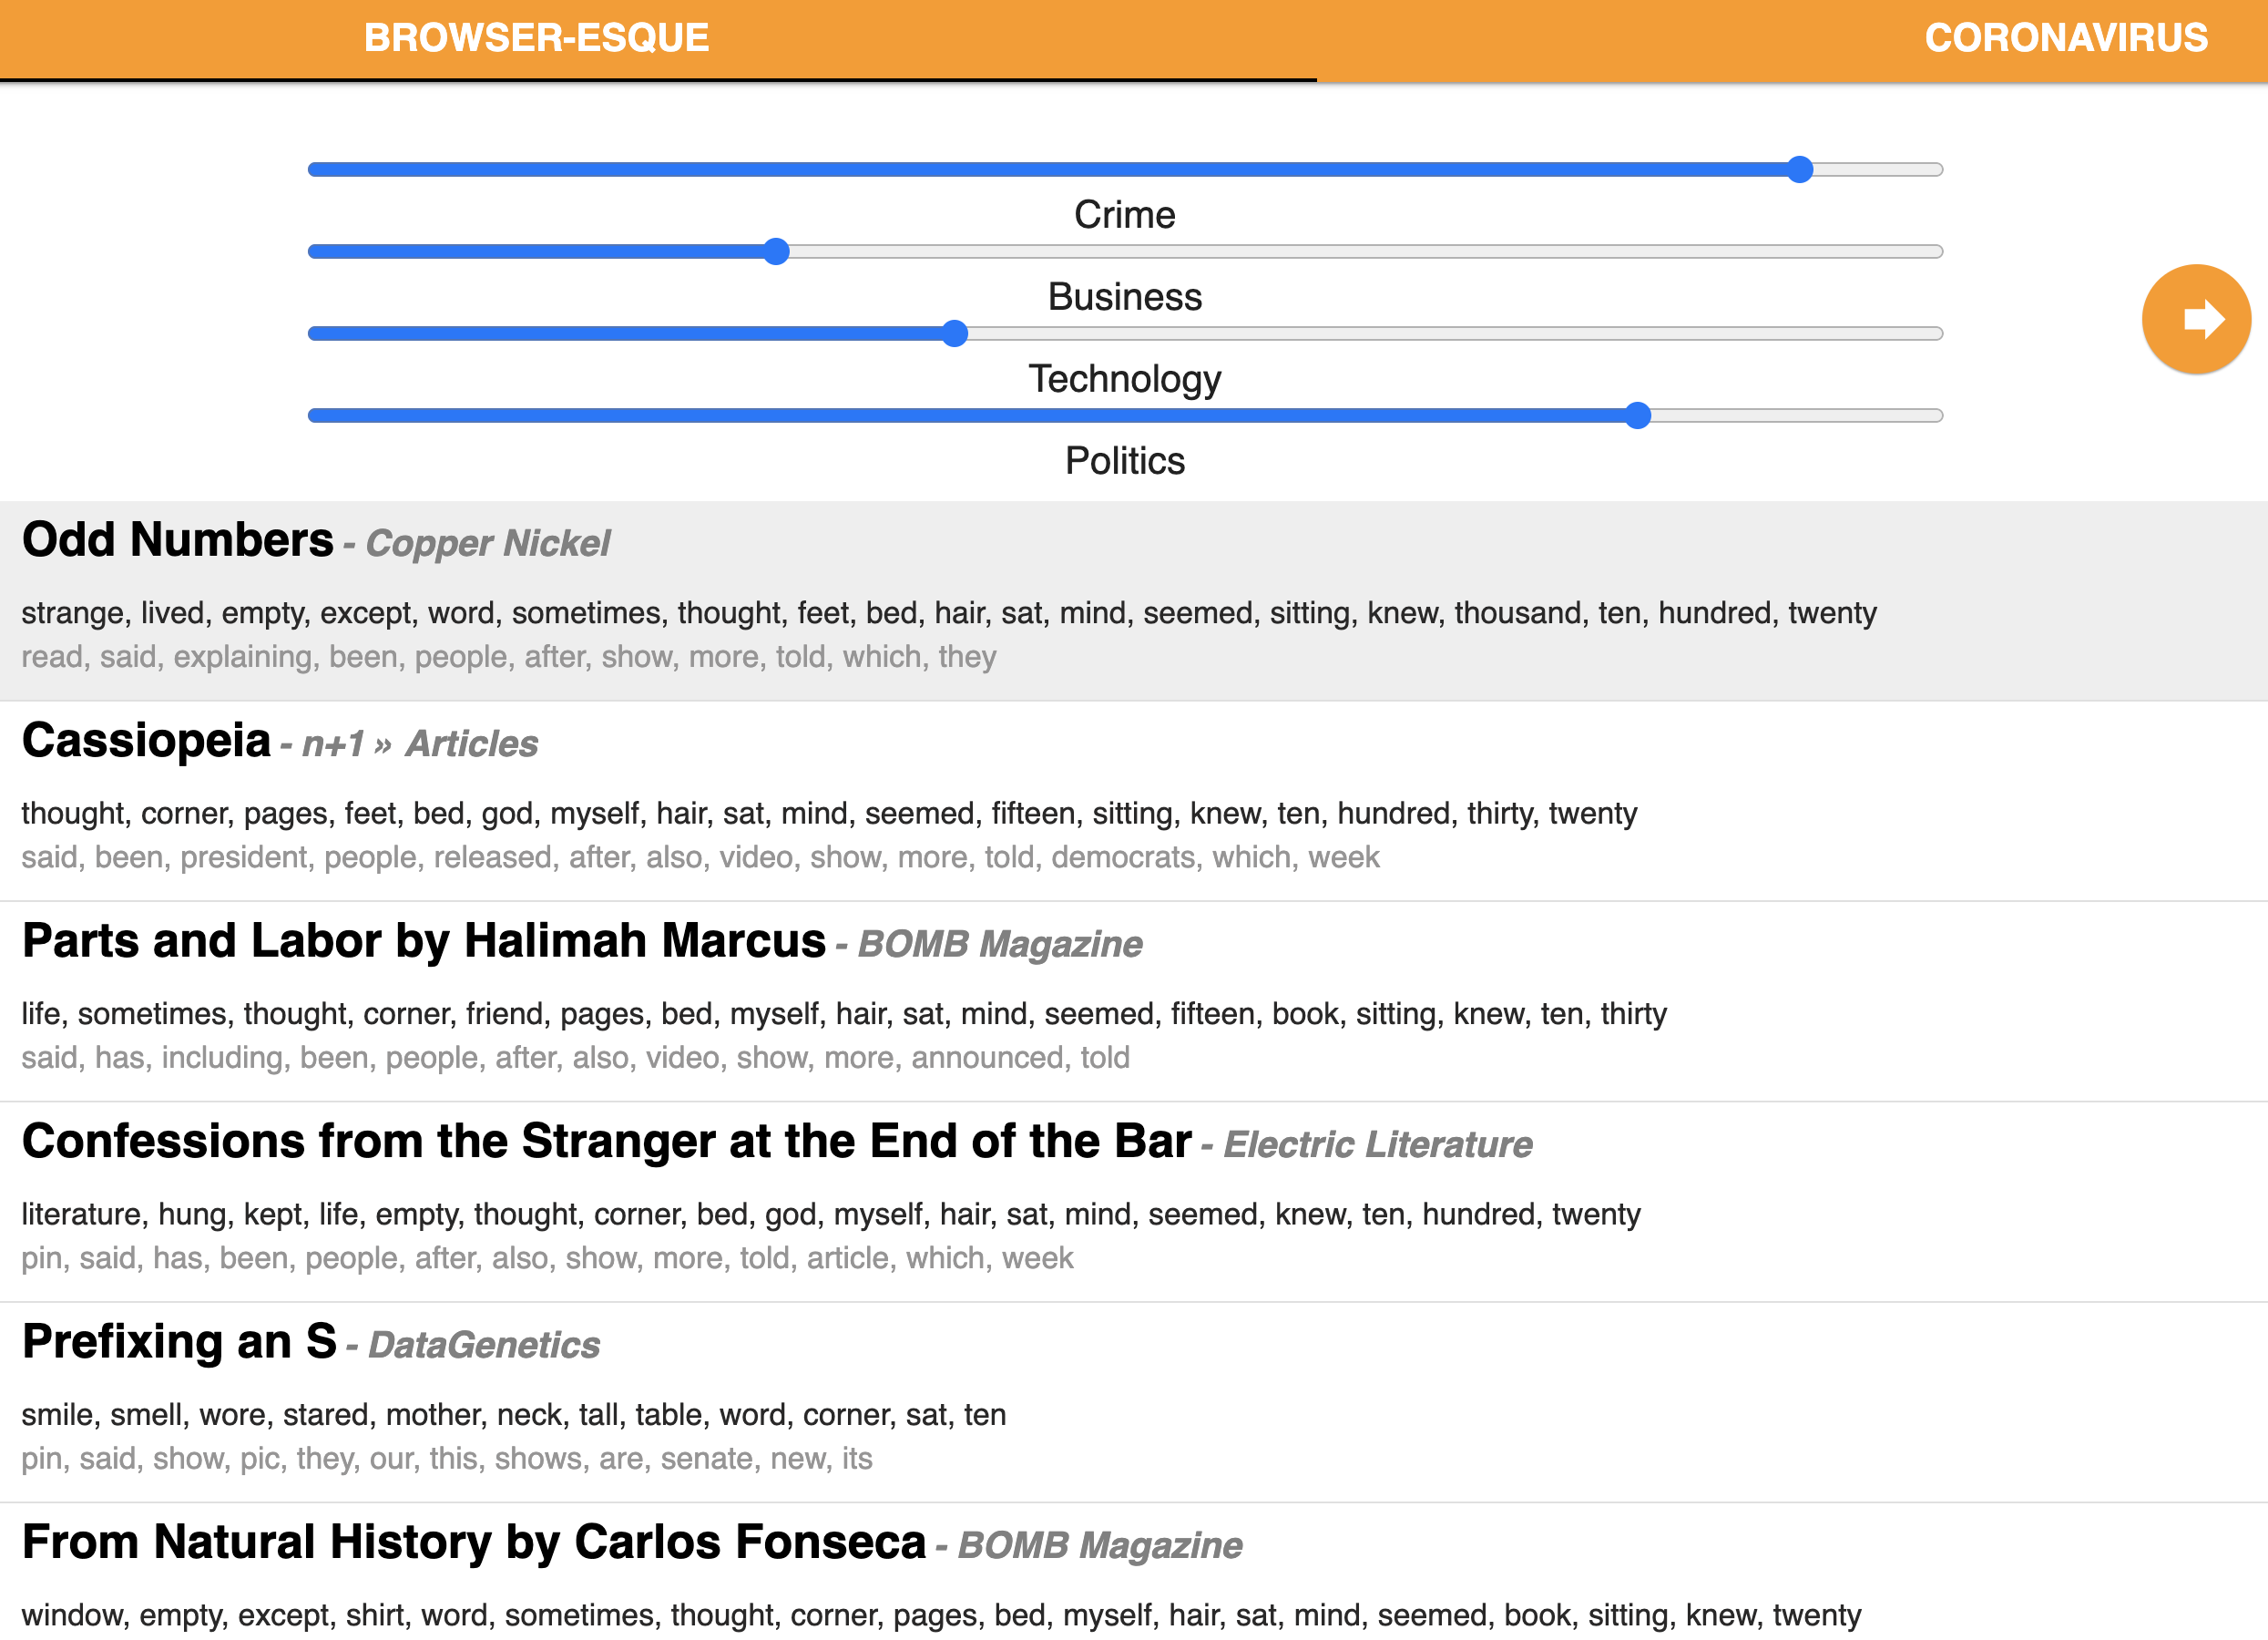 BROWSER-ESQUE CORONAVIRUS
Crime
Business
Technology
Politics
Odd Numbers - Copper Nickel
strange, lived, empty, except, word, sometimes, thought, feet, bed, hair, sat, mind, seemed, sitting, knew, thousand, ten, hundred, twenty
read, said, explaining, been, people, after, show, more, told, which, they
Cassiopeia - n+1 » Articles
thought, corner, pages, feet, bed, god, myself, hair, sat, mind, seemed, fifteen, sitting, knew, ten, hundred, thirty, twenty
said, been, president, people, released, after, also, video, show, more, told, democrats, which, week
Parts and Labor by Halimah Marcus - BOMB Magazine
life, sometimes, thought, corner, friend, pages, bed, myself, hair, sat, mind, seemed, fifteen, book, sitting, knew, ten, thirty
said, has, including, been, people, after, also, video, show, more, announced, told
Confessions from the Stranger at the End of the Bar - Electric Literature
literature, hung, kept, life, empty, thought, corner, bed, god, myself, hair, sat, mind, seemed, knew, ten, hundred, twenty
pin, said, has, been, people, after, also, show, more, told, article, which, week
Prefixing an S - DataGenetics
smile, smell, wore, stared, mother, neck, tall, table, word, corner, sat, ten
pin, said, show, pic, they, our, this, shows, are, senate, new, its
From Natural History by Carlos Fonseca - BOMB Magazine
window, empty, except, shirt, word, sometimes, thought, corner, pages, bed, myself, hair, sat, mind, seemed, book, sitting, knew, twenty